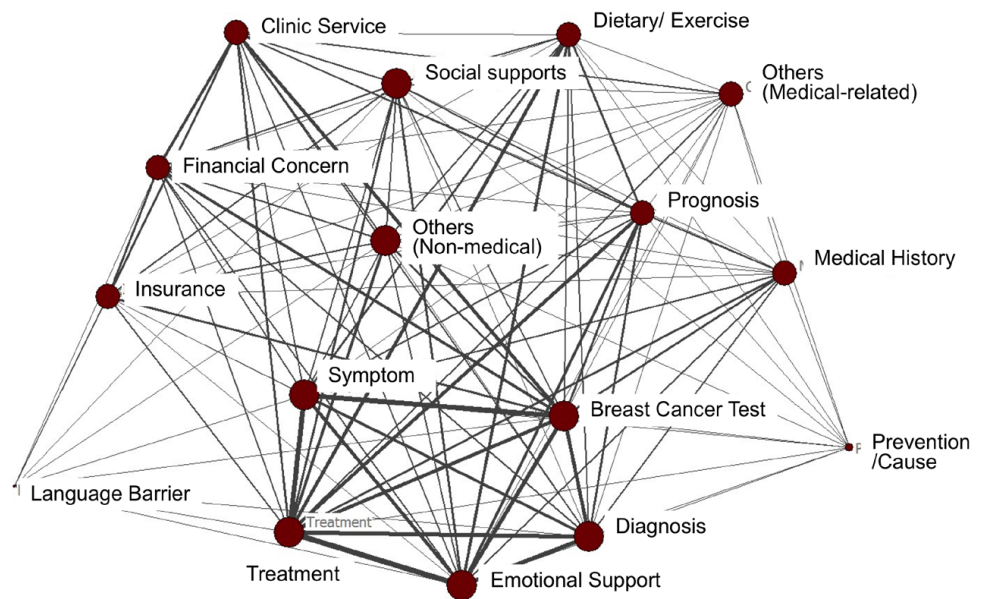 Clinic Service
Dietary/ Exercise
Social supports
Others
(Medical-related)
Financial Concern
Prognosis
Others
(Non-medical)
Medical History
Insurance
Symptom
Breast Cancer Test
Prevention
/Cause
Language Barrier
Treatment
Diagnosis
Treatment
Emotional Support